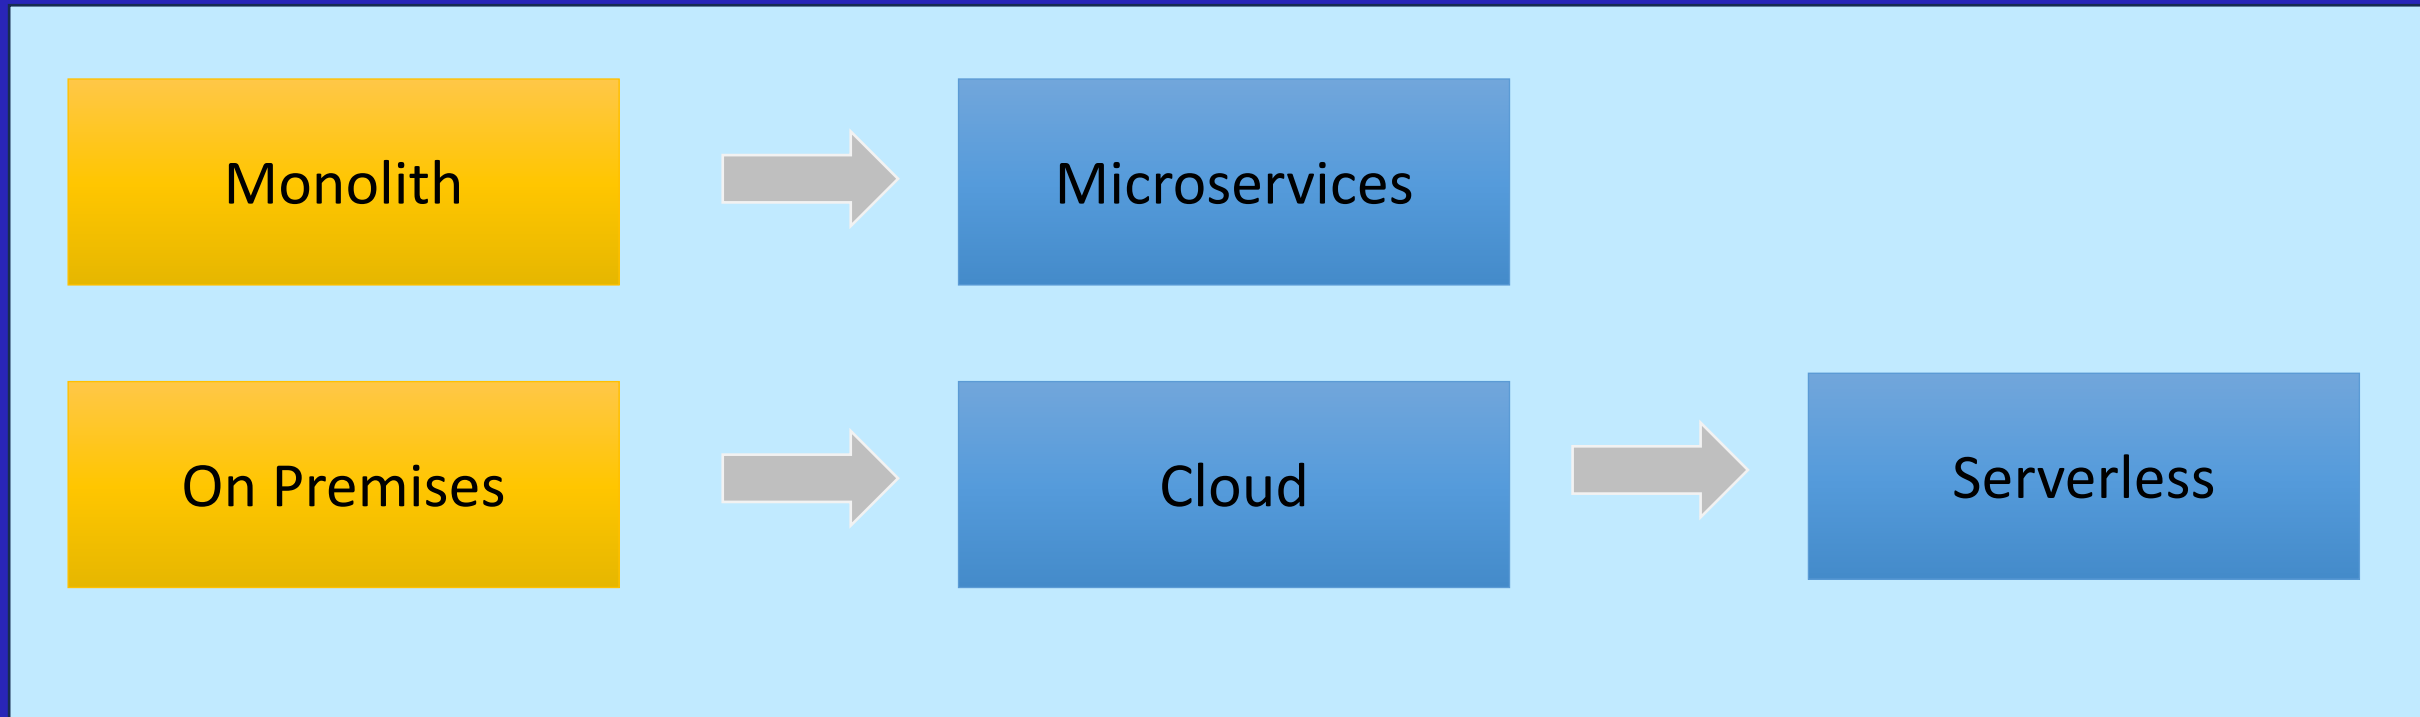 Monolith
Microservices
On Premises
Cloud
Serverless